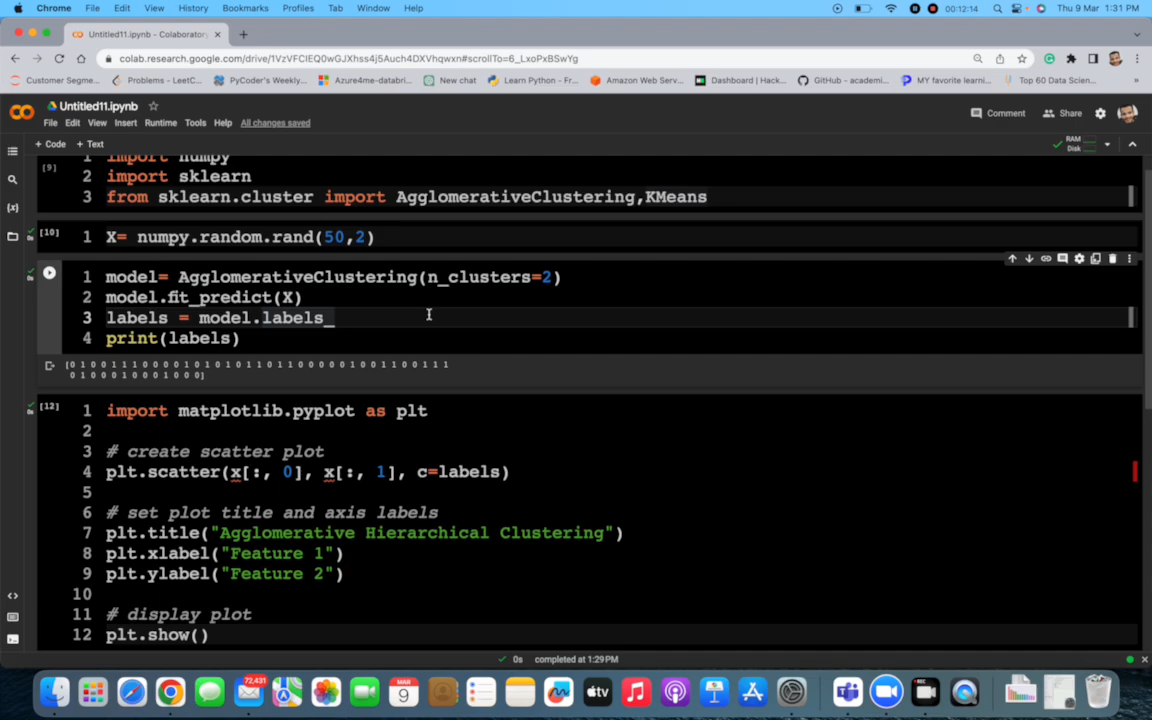 Chrome File Edit View History Bookmarks Profiles Tab Window Help 00:12:14 Thu 9 Mar 1:31 PM
Untitled11.ipynb - Colaboratory
colab.research.google.com/drive/1VzVFClEQ0wGJXhss4j5Auch4DXVhqwxn#scrollTo=6_LxoPxBSwYg
Customer Segme... Problems - LeetC... PyCoder's Weekly... Azure4me-databri... New chat Learn Python - Fr... Amazon Web Serv... Dashboard | Hack... GitHub - academi... MY favorite learni... Top 60 Data Scien...
Untitled11.ipynb
Comment Share
File Edit View Insert Runtime Tools Help All changes saved
+ Code + Text RAM
Disk
[9] 1 import numpy
2 import sklearn
3 from sklearn.cluster import AgglomerativeClustering,KMeans
[10] 1 X= numpy.random.rand(50,2)
0s
1 model= AgglomerativeClustering(n_clusters=2)
0s
2 model.fit_predict(X)
3 labels = model.labels_
4 print(labels)
[0 1 0 0 1 1 1 0 0 0 0 1 0 1 0 1 0 1 1 0 1 1 0 0 0 0 0 1 0 0 1 1 0 0 1 1 1
0 1 0 0 0 1 0 0 0 1 0 0 0]
[12] 1 import matplotlib.pyplot as plt
0s
2
3 # create scatter plot
4 plt.scatter(x[:, 0], x[:, 1], c=labels)
5
6 # set plot title and axis labels
7 plt.title("Agglomerative Hierarchical Clustering")
8 plt.xlabel("Feature 1")
9 plt.ylabel("Feature 2")
10
11 # display plot
12 plt.show()
0s completed at 1:29 PM
72,431
MAR
9